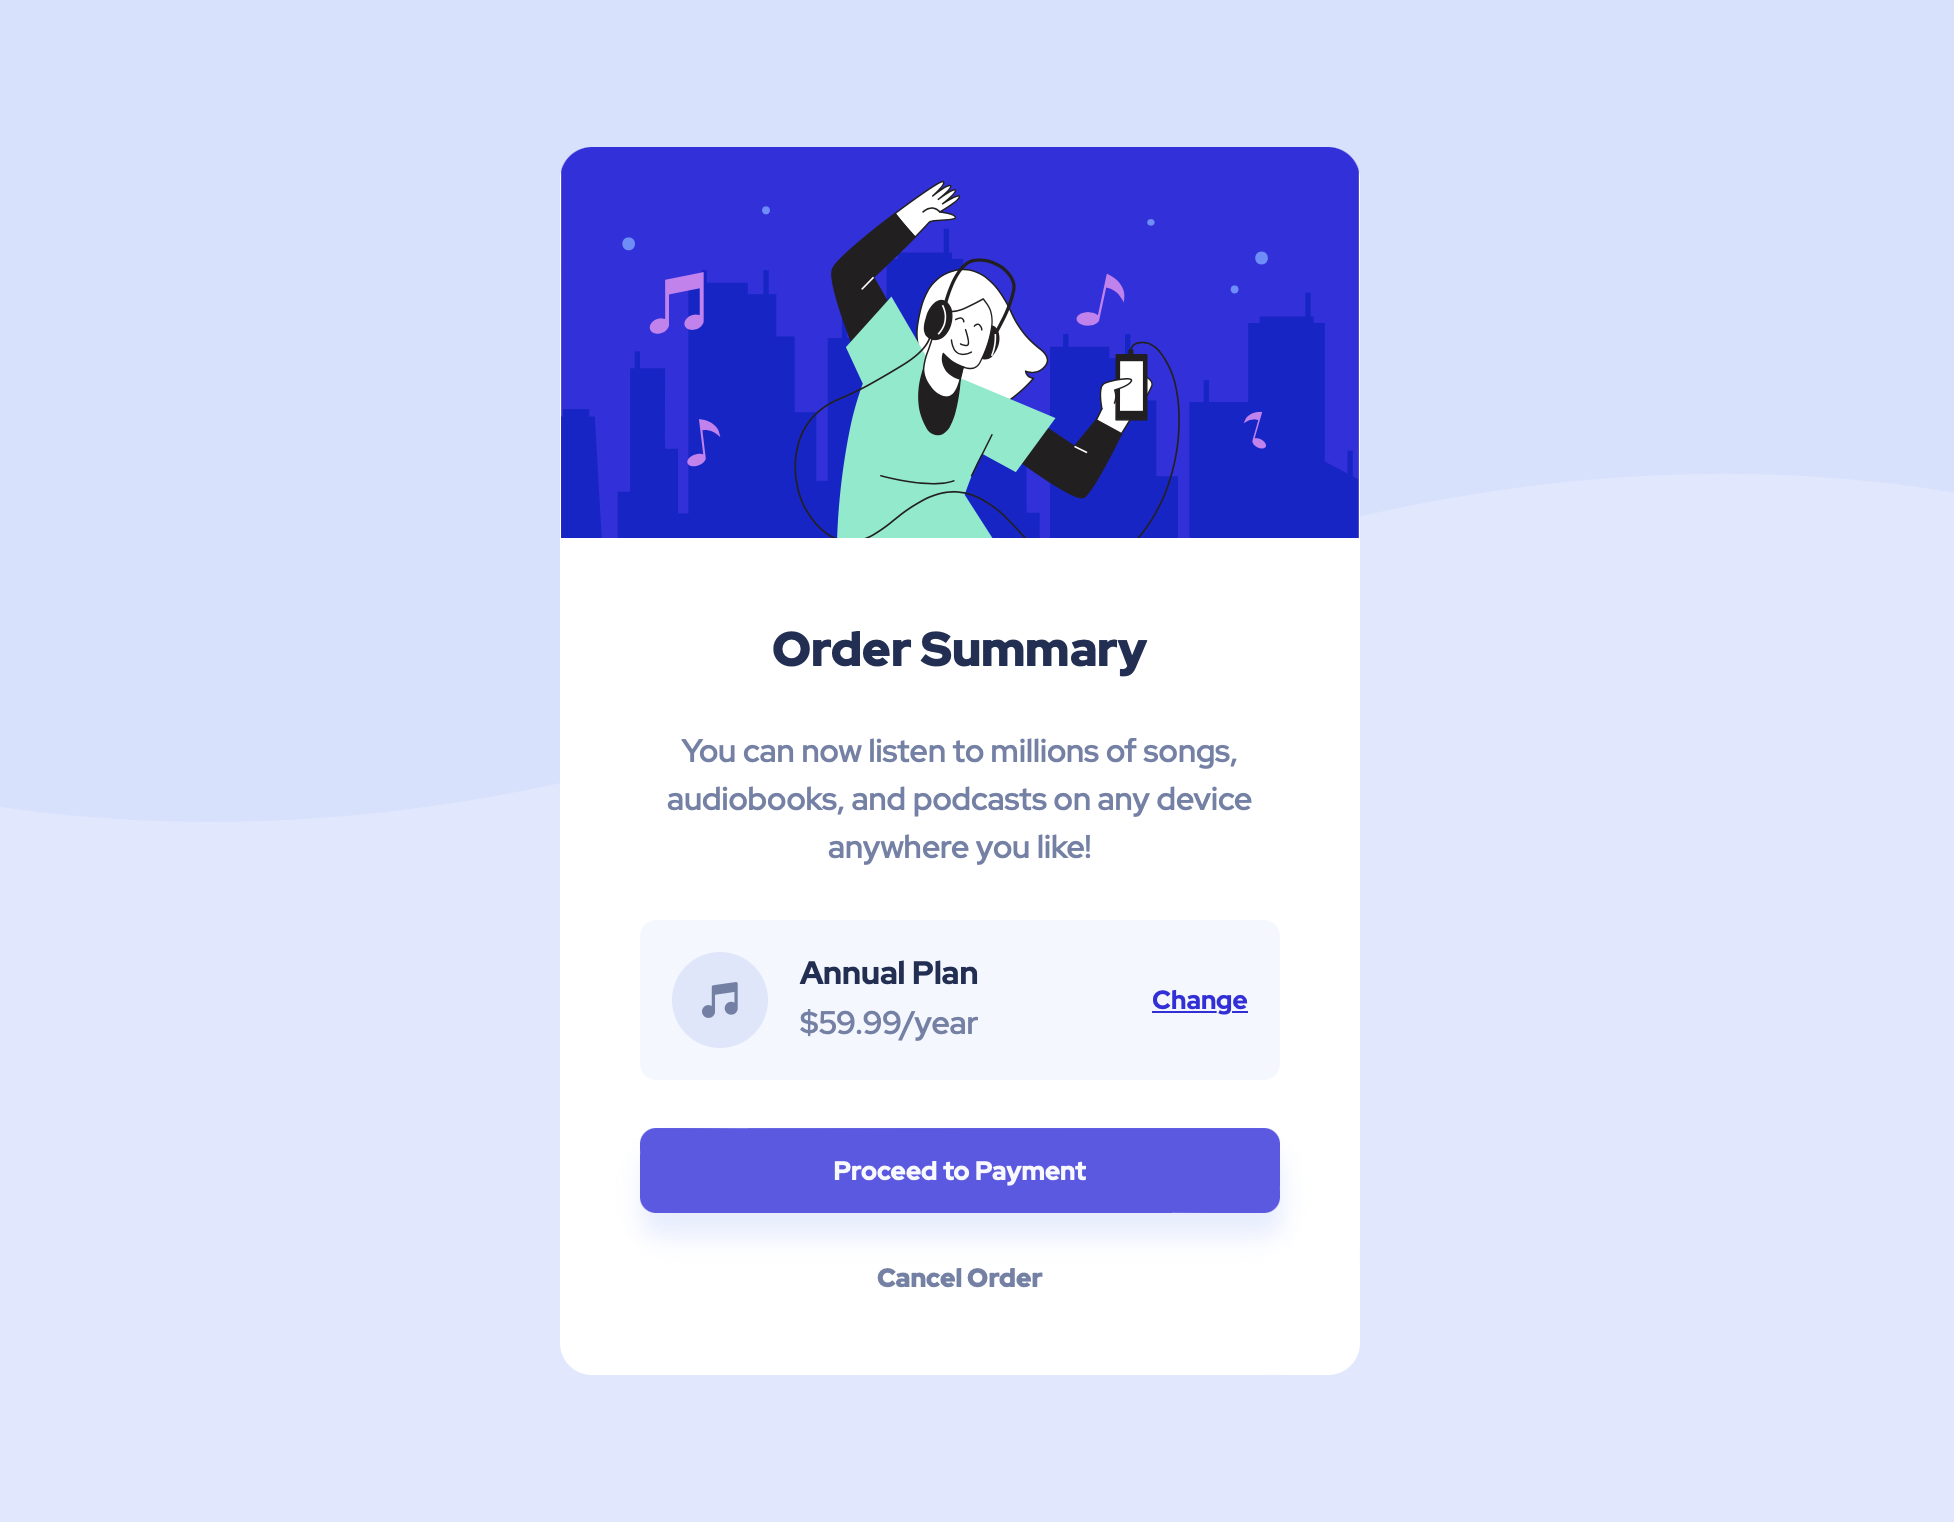 Order Summary
You can now listen to millions of songs,
audiobooks, and podcasts on any device
anywhere you like!
Annual Plan
$59.99/year
Change
Proceed to Payment
Cancel Order